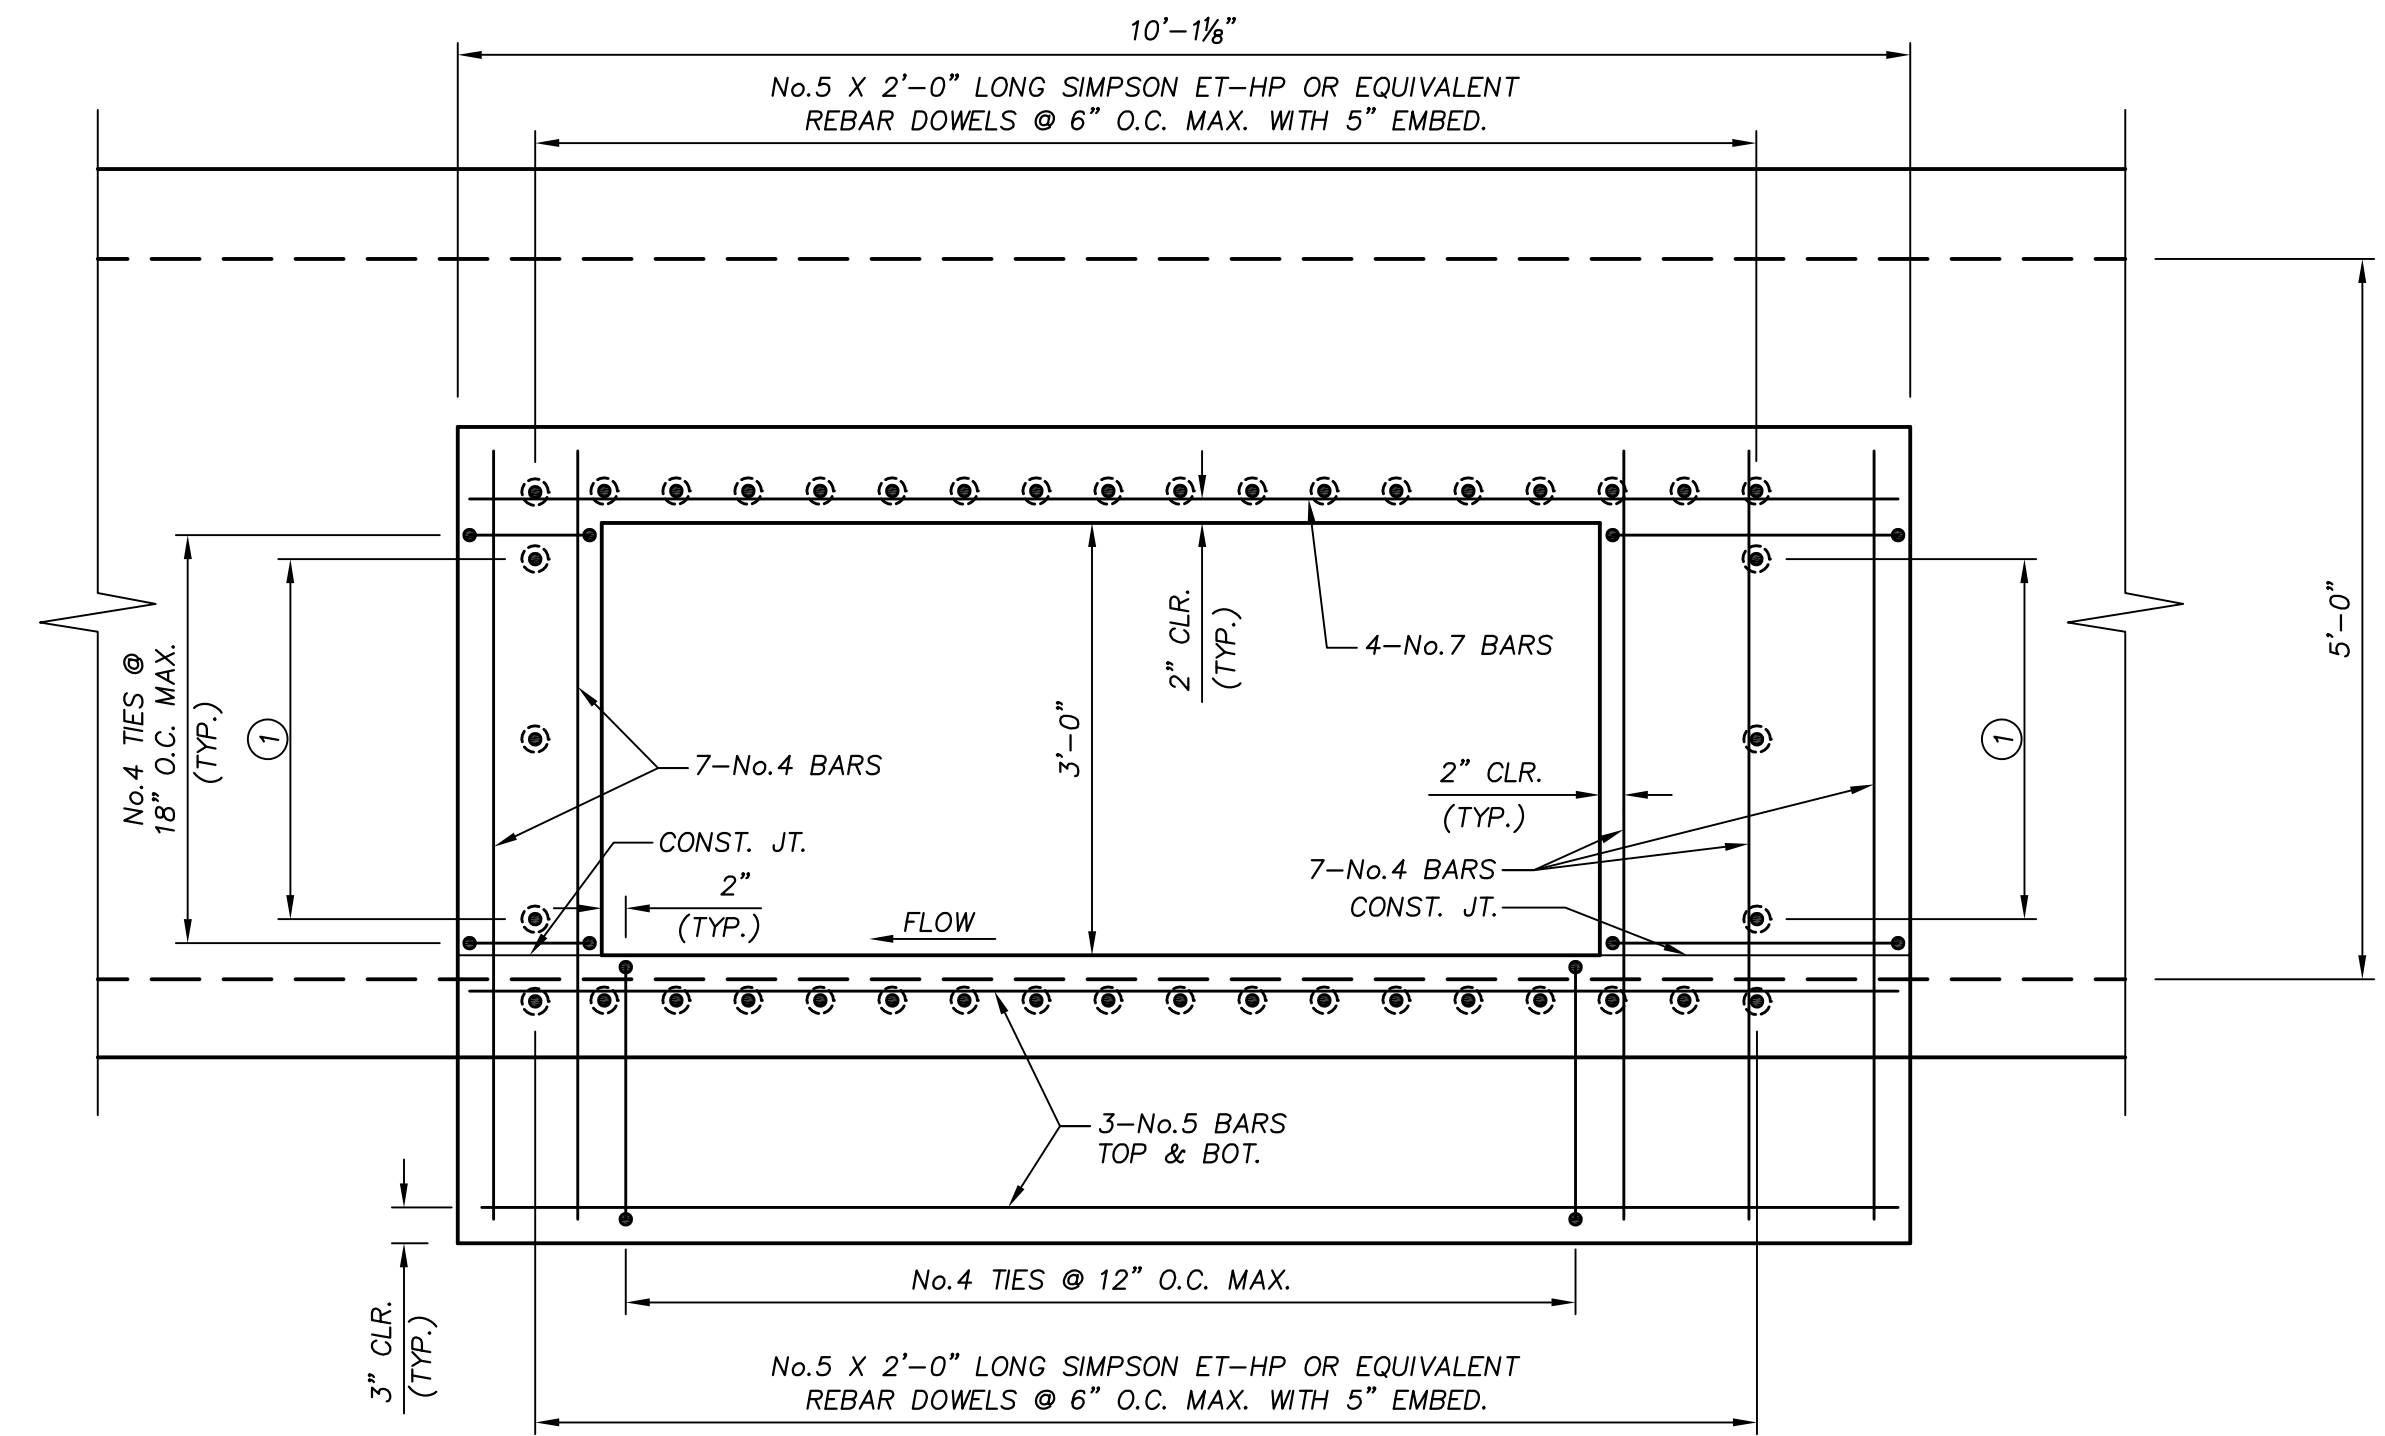 10'-1⅛"
No.5 X 2'-0" LONG SIMPSON ET-HP OR EQUIVALENT
REBAR DOWELS @ 6" O.C. MAX. WITH 5" EMBED.
5'-0"
No.4 TIES @
18" O.C. MAX.
(TYP.)
1
2" CLR.
(TYP.)
4-No.7 BARS
3'-0"
7-No.4 BARS
1
2" CLR.
(TYP.)
CONST. JT.
7-No.4 BARS
2"
(TYP.)
CONST. JT.
FLOW
3-No.5 BARS
TOP & BOT.
3" CLR.
(TYP.)
No.4 TIES @ 12" O.C. MAX.
No.5 X 2'-0" LONG SIMPSON ET-HP OR EQUIVALENT
REBAR DOWELS @ 6" O.C. MAX. WITH 5" EMBED.